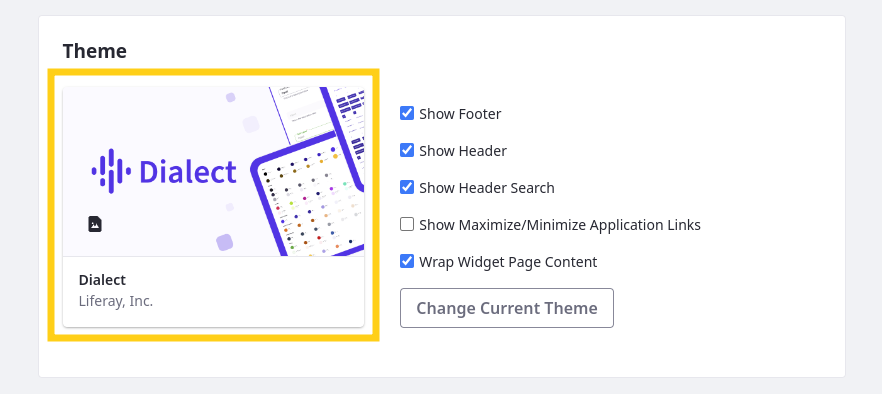 Theme
Dialect
Dialect
Liferay, Inc.
Show Footer
Show Header
Show Header Search
Show Maximize/Minimize Application Links
Wrap Widget Page Content
Change Current Theme